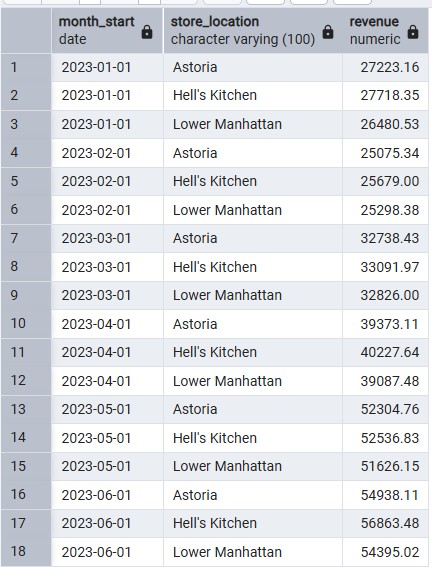 month_start store_location revenue
date character varying (100) numeric
1 2023-01-01 Astoria 27223.16
2 2023-01-01 Hell's Kitchen 27718.35
3 2023-01-01 Lower Manhattan 26480.53
4 2023-02-01 Astoria 25075.34
5 2023-02-01 Hell's Kitchen 25679.00
6 2023-02-01 Lower Manhattan 25298.38
7 2023-03-01 Astoria 32738.43
8 2023-03-01 Hell's Kitchen 33091.97
9 2023-03-01 Lower Manhattan 32826.00
10 2023-04-01 Astoria 39373.11
11 2023-04-01 Hell's Kitchen 40227.64
12 2023-04-01 Lower Manhattan 39087.48
13 2023-05-01 Astoria 52304.76
14 2023-05-01 Hell's Kitchen 52536.83
15 2023-05-01 Lower Manhattan 51626.15
16 2023-06-01 Astoria 54938.11
17 2023-06-01 Hell's Kitchen 56863.48
18 2023-06-01 Lower Manhattan 54395.02